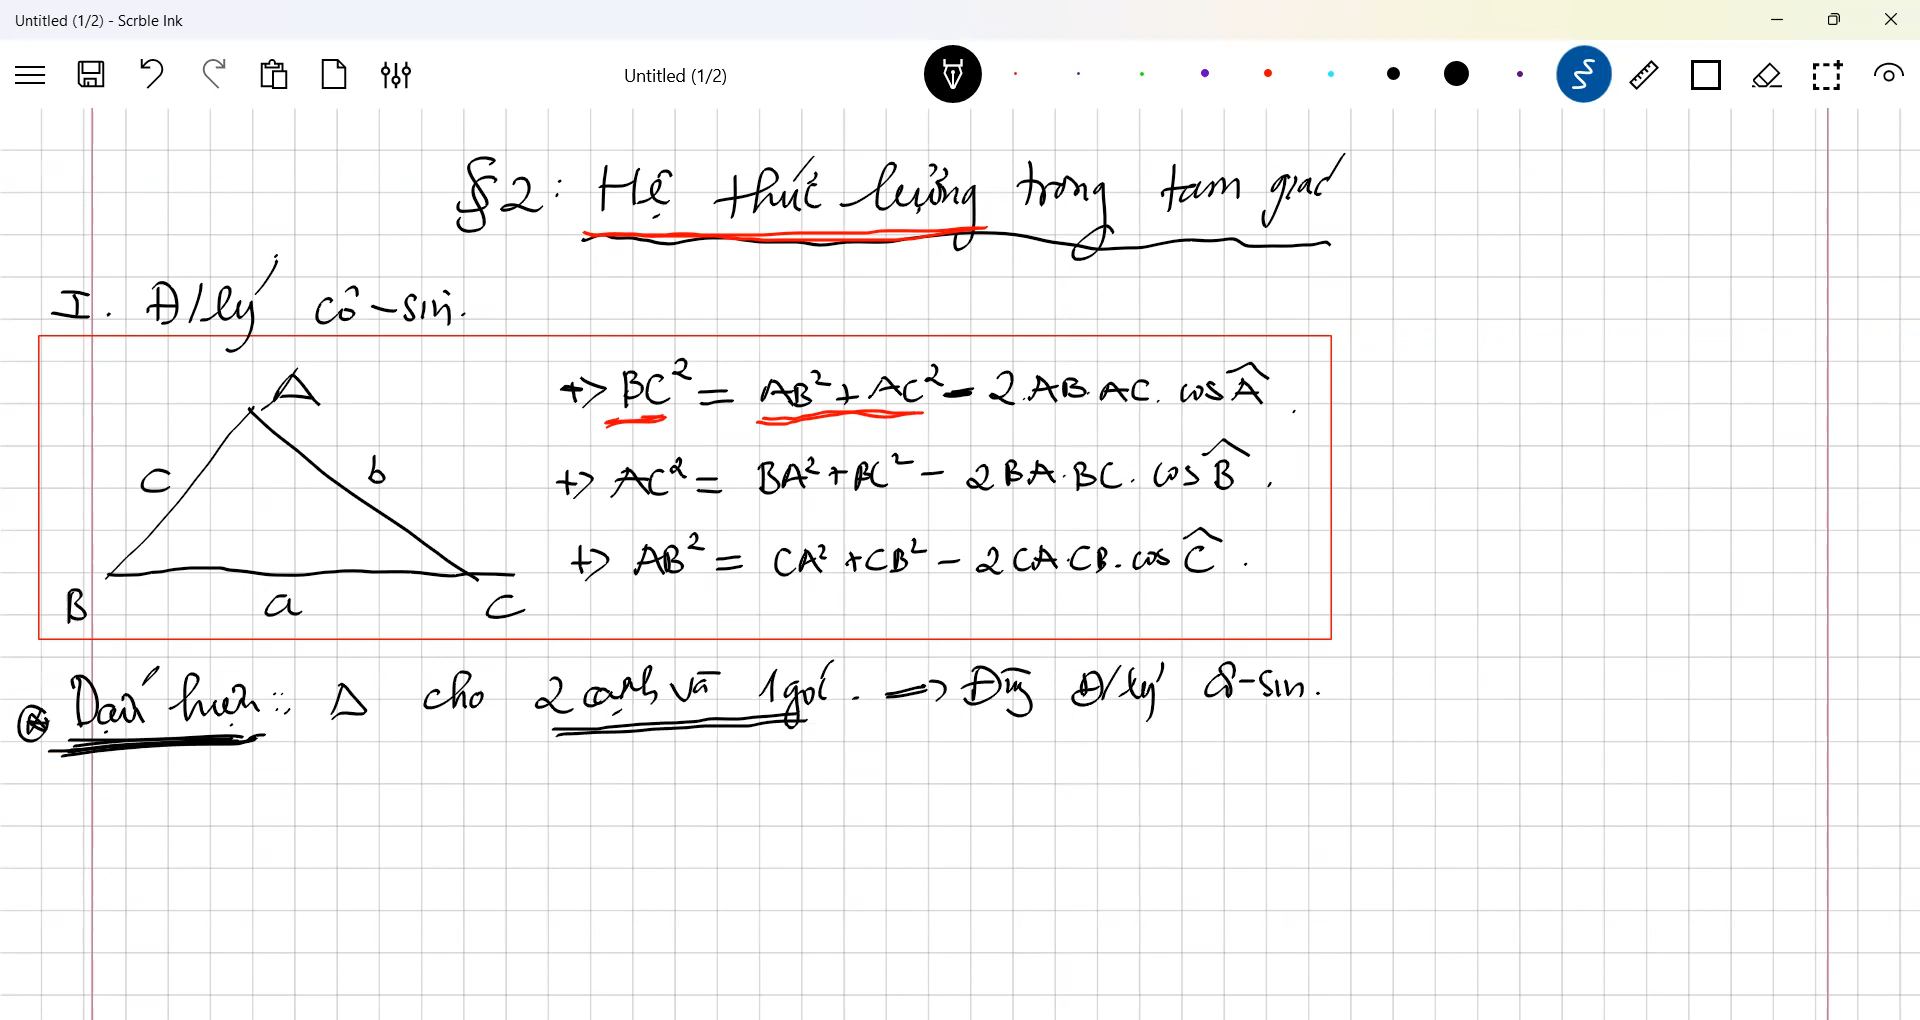 Untitled (1/2) - Scrble Ink
Untitled (1/2)
§2: Hệ thức lượng trong tam giác
I. Đ/lý cô-sin.
A
+> BC² = AB² + AC² - 2.AB.AC. cos Â.
c
b
+> AC² = BA² + BC² - 2BA.BC. cos B̂.
+> AB² = CA² + CB² - 2CA.CB. cos Ĉ.
B
a
C
Dấu hiệu: Δ cho 2 cạnh và 1 góc. => Dùng Đ/lý cô-sin.